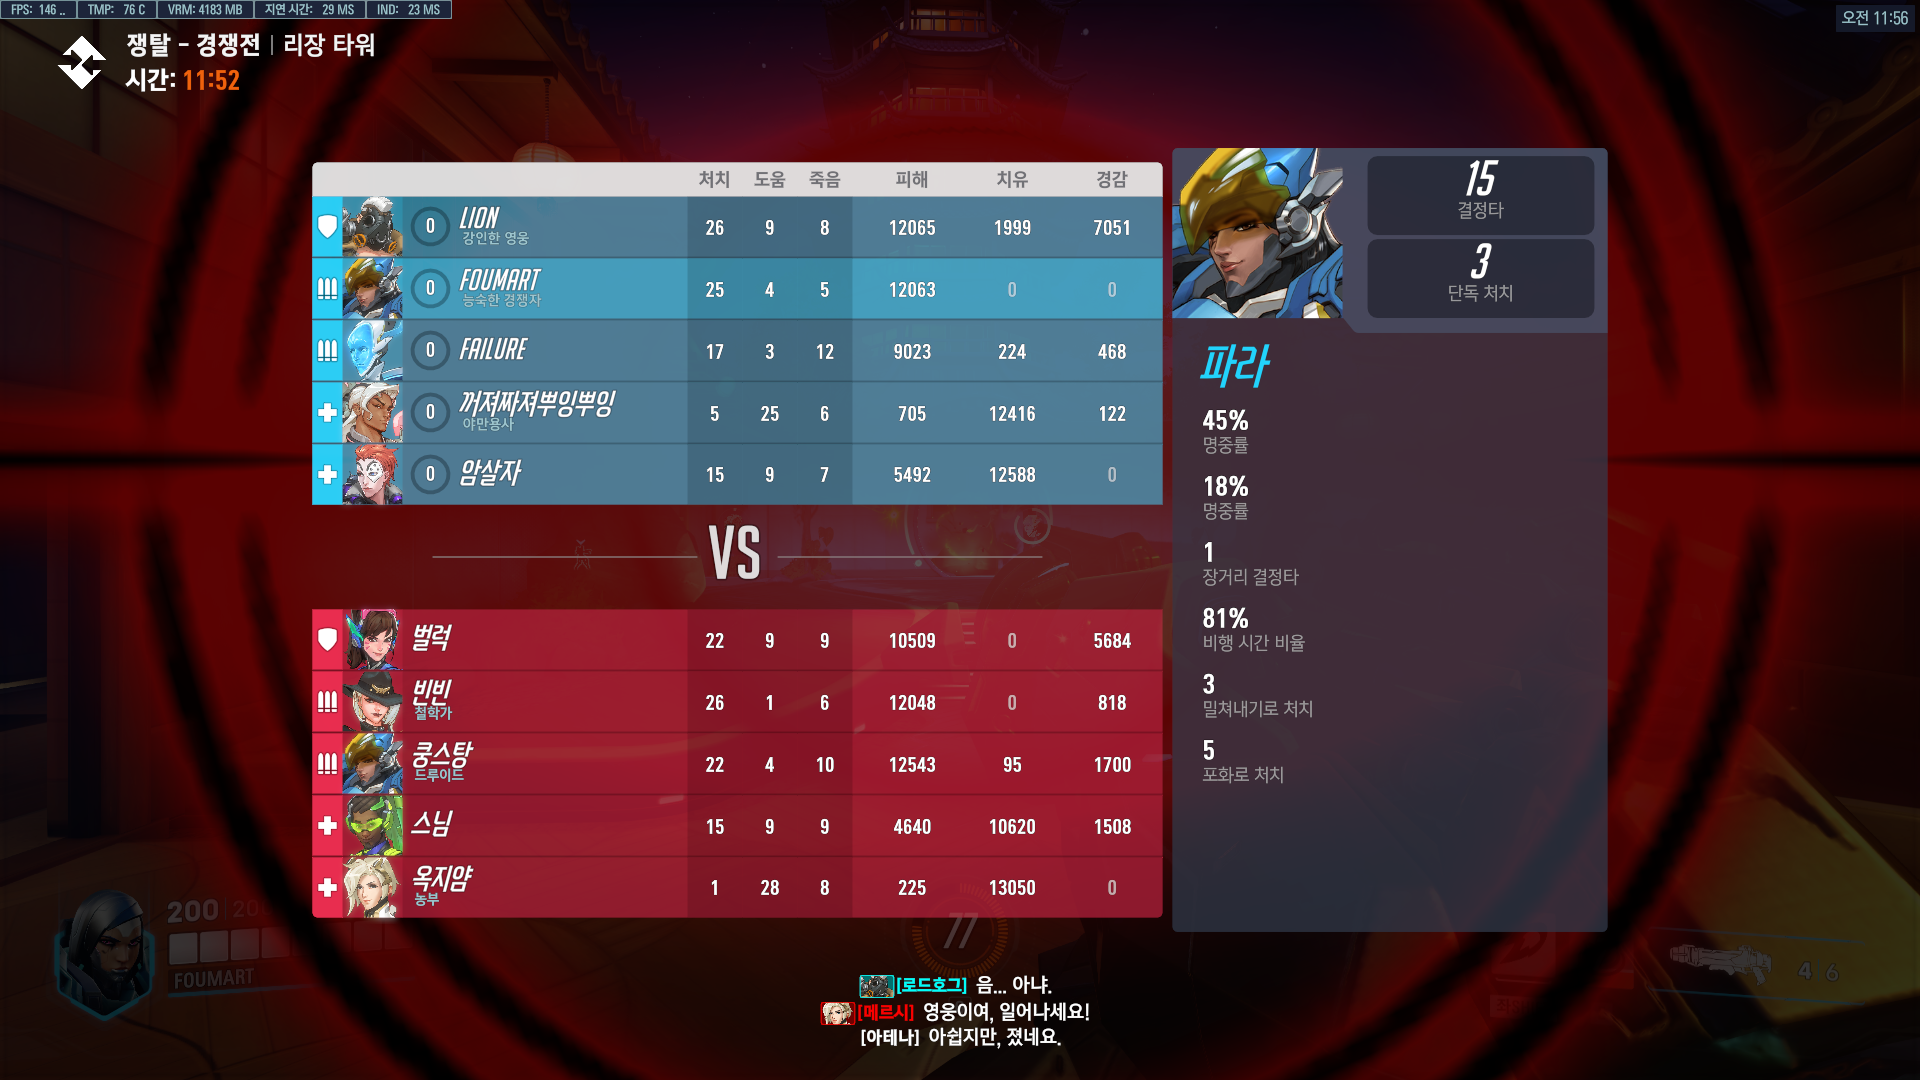 FPS: 146 .. TMP: 76 C VRM: 4183 MB 지연 시간: 29 MS IND: 23 MS
오전 11:56
쟁탈 - 경쟁전 | 리장 타워
시간: 11:52
처치 도움 죽음 피해 치유 경감
0 LION 26 9 8 12065 1999 7051
강인한 영웅
0 FOUMART 25 4 5 12063 0 0
능숙한 경쟁자
0 FAILURE 17 3 12 9023 224 468
0 꺼져짜져뿌잉뿌잉 5 25 6 705 12416 122
야만용사
0 암살자 15 9 7 5492 12588 0
VS
벌럭 22 9 9 10509 0 5684
빈빈 26 1 6 12048 0 818
철학가
쿵스탕 22 4 10 12543 95 1700
드루이드
스님 15 9 9 4640 10620 1508
옥지얌 1 28 8 225 13050 0
농부
15
결정타
3
단독 처치
파라
45%
명중률
18%
명중률
1
장거리 결정타
81%
비행 시간 비율
3
밀쳐내기로 처치
5
포화로 처치
200
FOUMART
77
4|6
[로드호그] 음... 아냐.
[메르시] 영웅이여, 일어나세요!
[아테나] 아쉽지만, 졌네요.